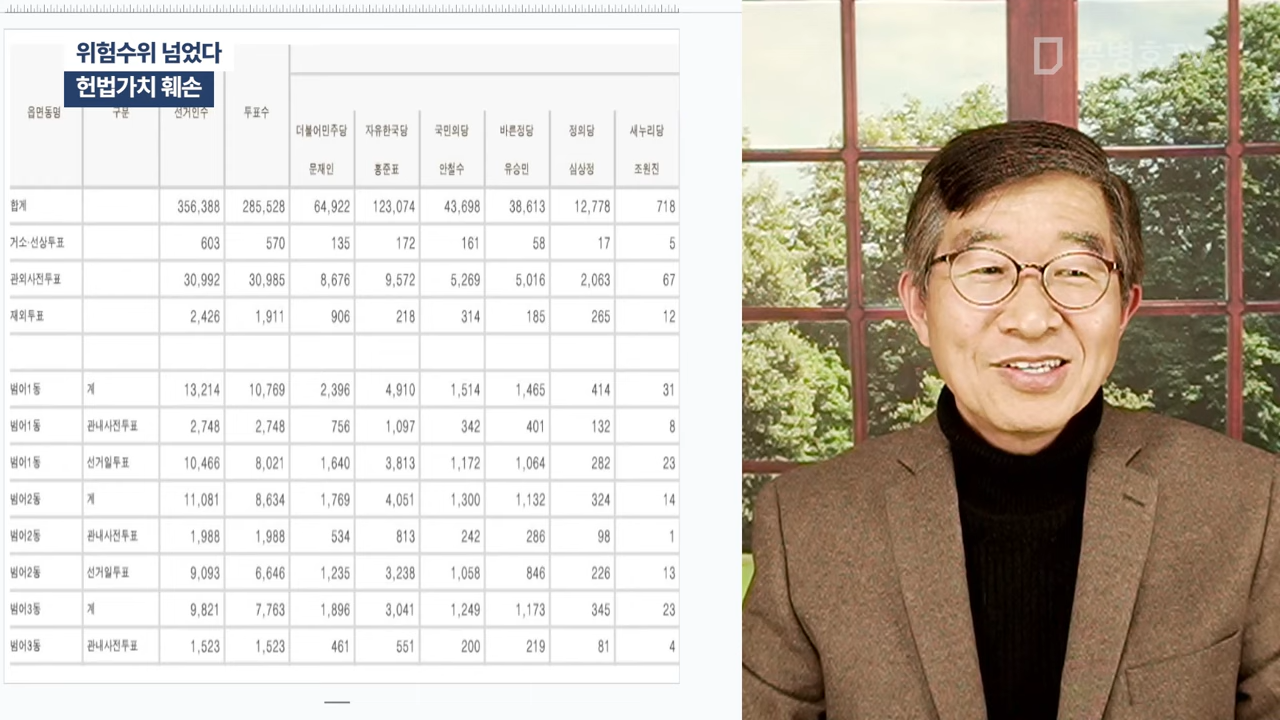 위험수위 넘었다
헌법가치 훼손
공병호TV
읍면동명 구분 선거인수 투표수
더불어민주당 자유한국당 국민의당 바른정당 정의당 새누리당
문재인 홍준표 안철수 유승민 심상정 조원진
합계 356,388 285,528 64,922 123,074 43,698 38,613 12,778 718
거소·선상투표 603 570 135 172 161 58 17 5
관외사전투표 30,992 30,985 8,676 9,572 5,269 5,016 2,063 67
재외투표 2,426 1,911 906 218 314 185 265 12
범어1동 계 13,214 10,769 2,396 4,910 1,514 1,465 414 31
범어1동 관내사전투표 2,748 2,748 756 1,097 342 401 132 8
범어1동 선거일투표 10,466 8,021 1,640 3,813 1,172 1,064 282 23
범어2동 계 11,081 8,634 1,769 4,051 1,300 1,132 324 14
범어2동 관내사전투표 1,988 1,988 534 813 242 286 98 1
범어2동 선거일투표 9,093 6,646 1,235 3,238 1,058 846 226 13
범어3동 계 9,821 7,763 1,896 3,041 1,249 1,173 345 23
범어3동 관내사전투표 1,523 1,523 461 551 200 219 81 4